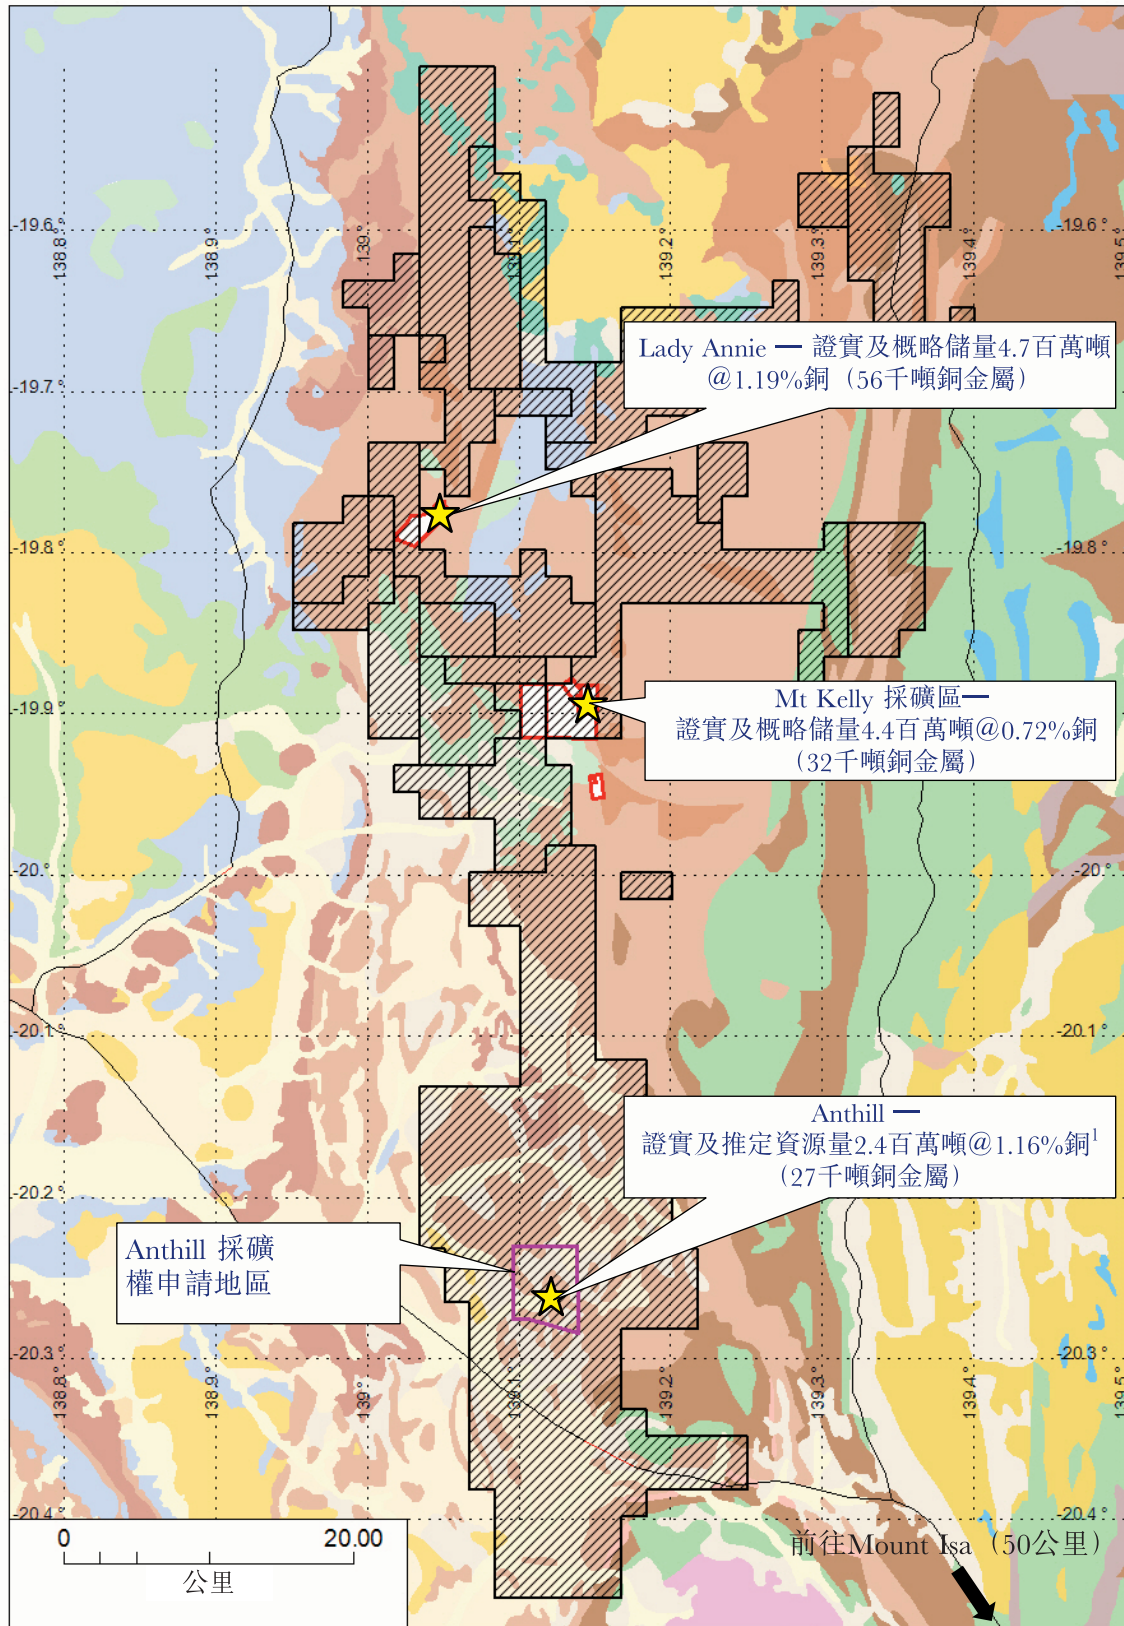 -19.6°
138.8°
138.9°
139.°
139.1°
139.2°
139.3°
139.4°
139.5°
-19.6°
Lady Annie — 證實及概略儲量4.7百萬噸
@1.19%銅（56千噸銅金屬）
-19.7°
-19.8°
-19.8°
Mt Kelly 採礦區—
證實及概略儲量4.4百萬噸@0.72%銅
（32千噸銅金屬）
-19.9°
-20.°
-20.°
-20.1°
-20.1°
Anthill —
證實及推定資源量2.4百萬噸@1.16%銅1
（27千噸銅金屬）
-20.2°
Anthill 採礦
權申請地區
-20.3°
-20.3°
138.8°
138.9°
139.°
139.1°
139.2°
139.3°
139.4°
139.5°
-20.4°
-20.4°
0 20.00
公里
前往Mount Isa（50公里）